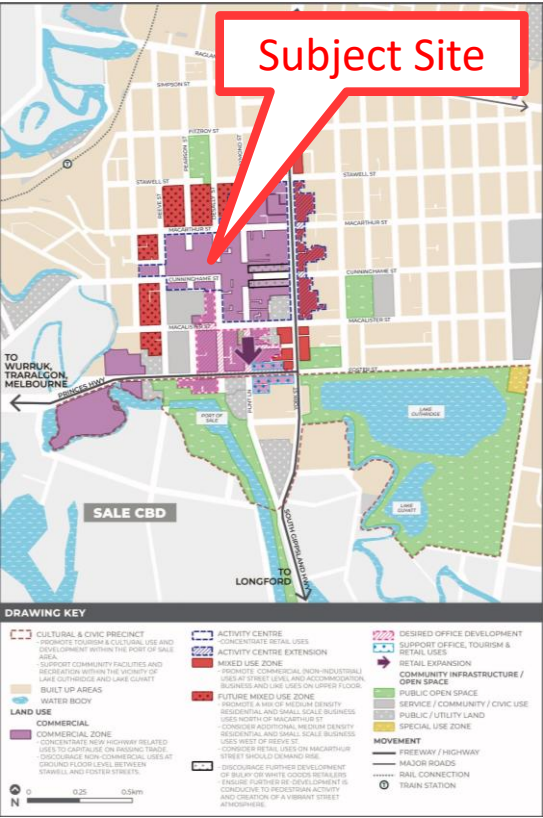 Subject Site
SIMPSON ST
FITZROY ST
PEARSON ST
STAWELL ST
STAWELL ST
REEVE ST
DESAILLY ST
MACARTHUR ST
MACARTHUR ST
CUNNINGHAME ST
CUNNINGHAME ST
MACALISTER ST
MACALISTER ST
TO
WURRUK,
TRARALGON,
MELBOURNE
PRINCES HWY
FOSTER ST
PORT OF
SALE
PUNT LN
YORK ST
LAKE
GUTHRIDGE
LAKE
GUYATT
SALE CBD
SOUTH GIPPSLAND HWY
TO
LONGFORD
DRAWING KEY
CULTURAL & CIVIC PRECINCT
- PROMOTE TOURISM & CULTURAL USE AND
DEVELOPMENT WITHIN THE PORT OF SALE
AREA.
- SUPPORT COMMUNITY FACILITIES AND
RECREATION WITHIN THE VICINITY OF
LAKE GUTHRIDGE AND LAKE GUYATT
BUILT UP AREAS
WATER BODY
LAND USE
COMMERCIAL
COMMERCIAL ZONE
- CONCENTRATE NEW HIGHWAY RELATED
USES TO CAPITALISE ON PASSING TRADE.
- DISCOURAGE NON-COMMERCIAL USES AT
GROUND FLOOR LEVEL BETWEEN
STAWELL AND FOSTER STREETS.
N
0
0.25
0.5km
ACTIVITY CENTRE
-CONCENTRATE RETAIL USES
ACTIVITY CENTRE EXTENSION
MIXED USE ZONE
- PROMOTE COMMERCIAL (NON-INDUSTRIAL)
USES AT STREET LEVEL AND ACCOMMODATION,
BUSINESS AND LIKE USES ON UPPER FLOOR.
FUTURE MIXED USE ZONE
- PROMOTE A MIX OF MEDIUM DENSITY
RESIDENTIAL AND SMALL SCALE BUSINESS
USES NORTH OF MACARTHUR ST
- CONSIDER ADDITIONAL MEDIUM DENSITY
RESIDENTIAL AND SMALL SCALE BUSINESS
USES WEST OF REEVE ST.
- CONSIDER RETAIL USES ON MACARTHUR
STREET SHOULD DEMAND RISE.
- DISCOURAGE FURTHER DEVELOPMENT
OF BULKY OR WHITE GOODS RETAILERS
- ENSURE FURTHER RE-DEVELOPMENT IS
CONDUCIVE TO PEDESTRIAN ACTIVITY
AND CREATION OF A VIBRANT STREET
ATMOSPHERE.
DESIRED OFFICE DEVELOPMENT
SUPPORT OFFICE, TOURISM &
RETAIL USES
RETAIL EXPANSION
COMMUNITY INFRASTRUCTURE /
OPEN SPACE
PUBLIC OPEN SPACE
SERVICE / COMMUNITY / CIVIC USE
PUBLIC / UTILITY LAND
SPECIAL USE ZONE
MOVEMENT
FREEWAY / HIGHWAY
MAJOR ROADS
RAIL CONNECTION
TRAIN STATION